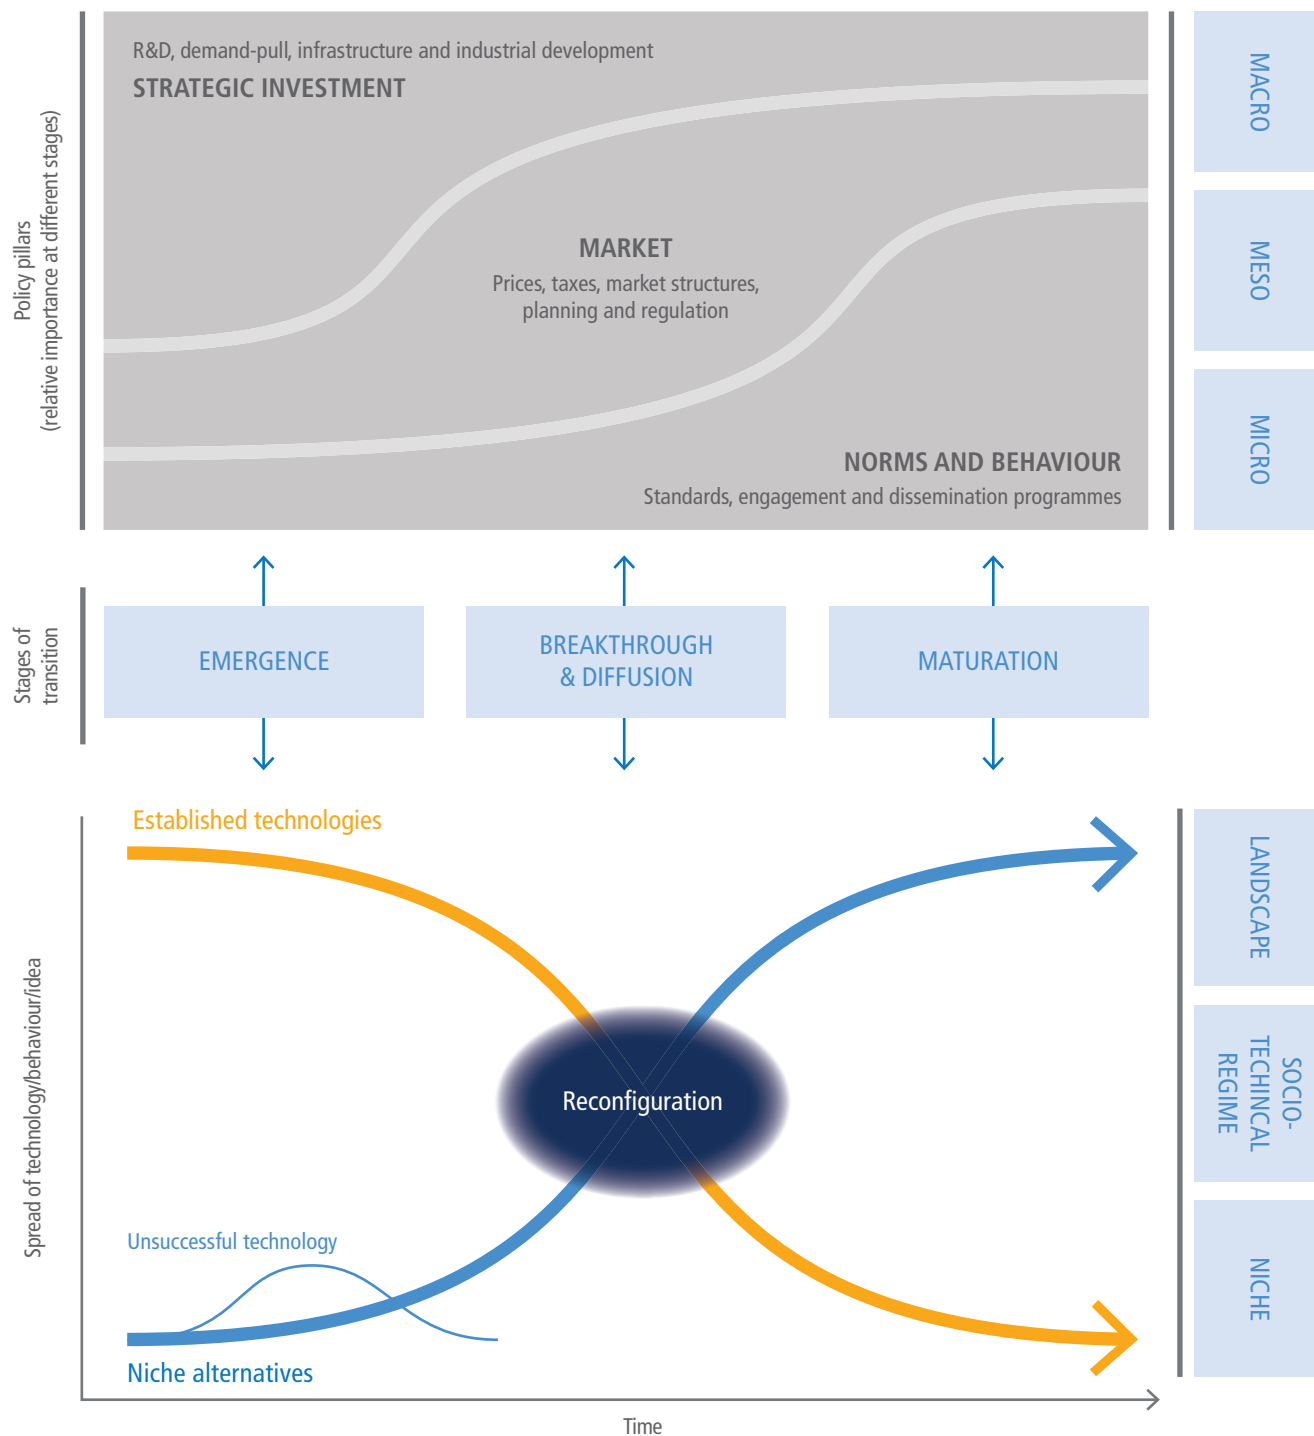 R&D, demand-pull, infrastructure and industrial development
STRATEGIC INVESTMENT
MARKET
Prices, taxes, market structures,
planning and regulation
NORMS AND BEHAVIOUR
Standards, engagement and dissemination programmes
Policy pillars
(relative importance at different stages)
MACRO
MESO
MICRO
Stages of
transition
EMERGENCE
BREAKTHROUGH
& DIFFUSION
MATURATION
Spread of technology/behaviour/idea
Established technologies
Reconfiguration
Unsuccessful technology
Niche alternatives
Time
LANDSCAPE
SOCIO-
TECHINCAL
REGIME
NICHE